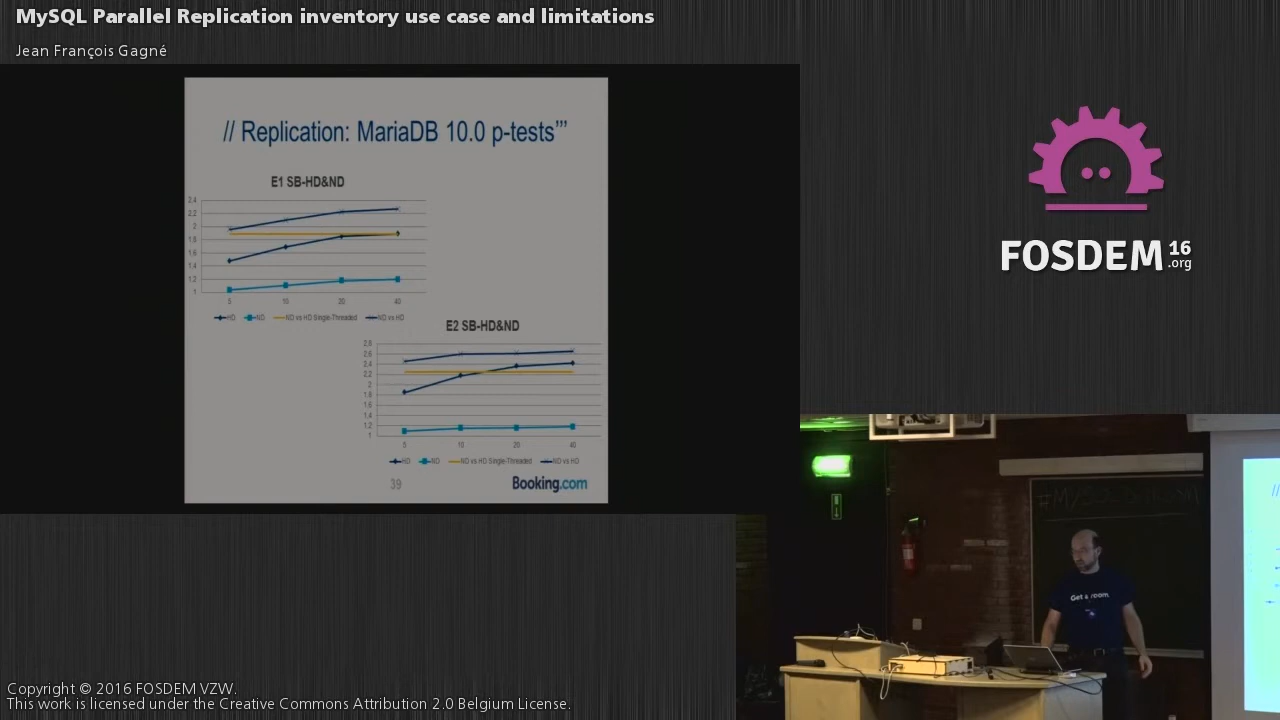 MySQL Parallel Replication inventory use case and limitations
Jean François Gagné
// Replication: MariaDB 10.0 p-tests’’’
E1 SB-HD&ND
2,4
2,2
2
1,8
1,6
1,4
1,2
1
5 10 20 40
HD ND ND vs HD Single-Threaded ND vs HD
E2 SB-HD&ND
2,8
2,6
2,4
2,2
2
1,8
1,6
1,4
1,2
1
5 10 20 40
HD ND ND vs HD Single-Threaded ND vs HD
39
Booking.com
FOSDEM 16
.org
Get a room.
Copyright © 2016 FOSDEM VZW.
This work is licensed under the Creative Commons Attribution 2.0 Belgium License.